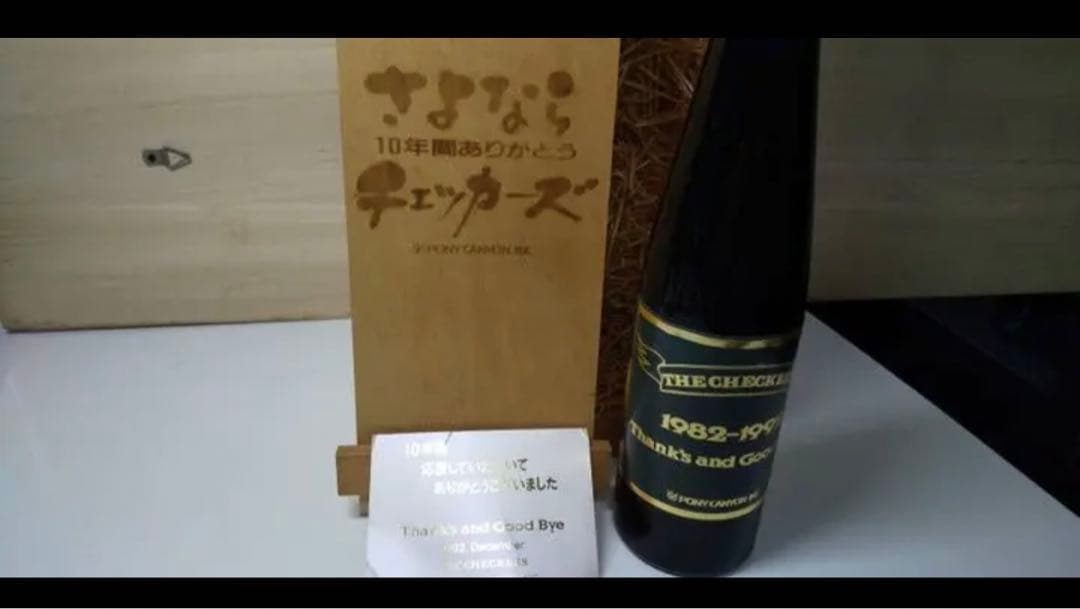 さよなら
10年間ありがとう
チェッカーズ
PONY CANYON INC.
10年間
応援していただいて
ありがとうございました
Thank's and Good Bye
December
CHECKERS
THE CHECKE
1982-199
Thank's and Goo
PONY CANYON INC.